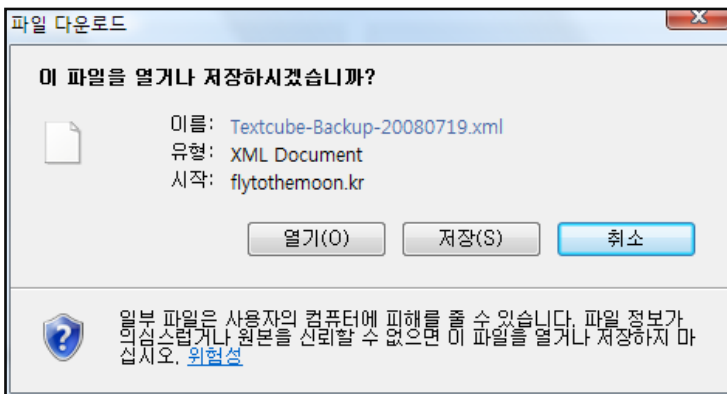 파일 다운로드
이 파일을 열거나 저장하시겠습니까?
이름: Textcube-Backup-20080719.xml
유형: XML Document
시작: flytothemoon.kr
열기(O) 저장(S) 취소
일부 파일은 사용자의 컴퓨터에 피해를 줄 수 있습니다. 파일 정보가
의심스럽거나 원본을 신뢰할 수 없으면 이 파일을 열거나 저장하지 마
십시오. 위험성